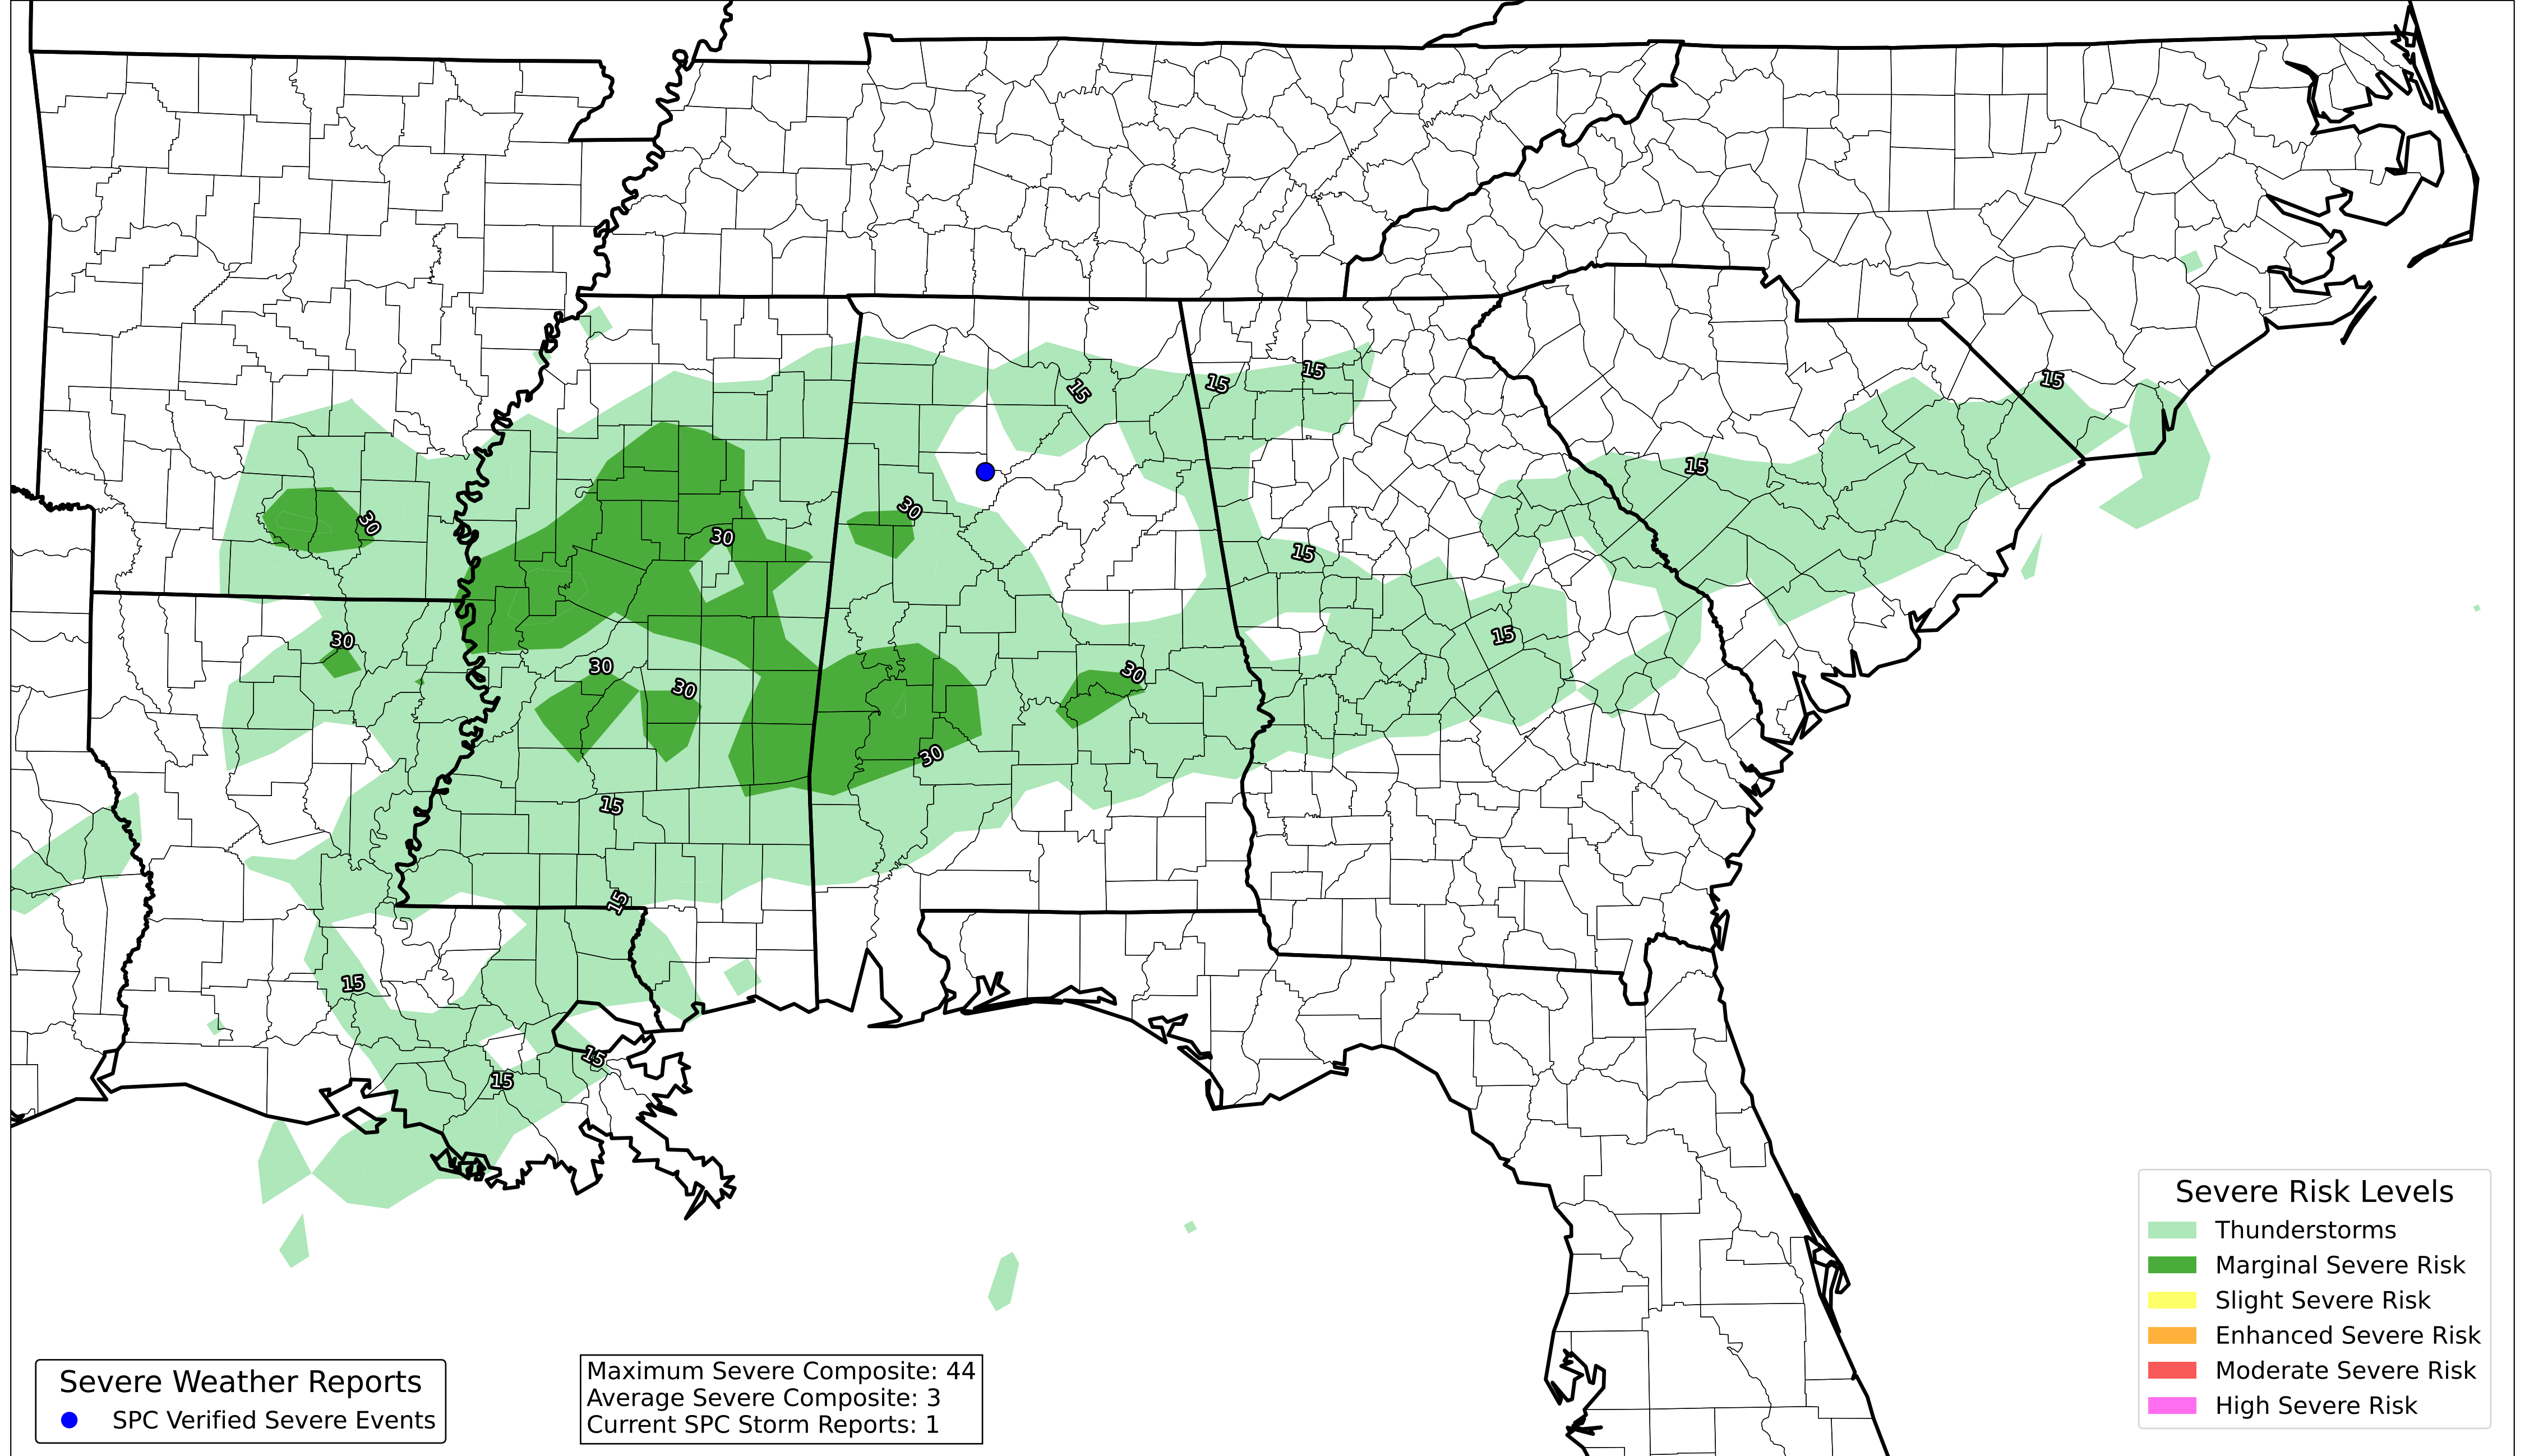 15
15
15
15
15
30
30
30
15
30
15
30
30
30
30
15
15
15
15
15
Severe Risk Levels
Thunderstorms
Marginal Severe Risk
Slight Severe Risk
Enhanced Severe Risk
Moderate Severe Risk
High Severe Risk
Severe Weather Reports
SPC Verified Severe Events
Maximum Severe Composite: 44
Average Severe Composite: 3
Current SPC Storm Reports: 1